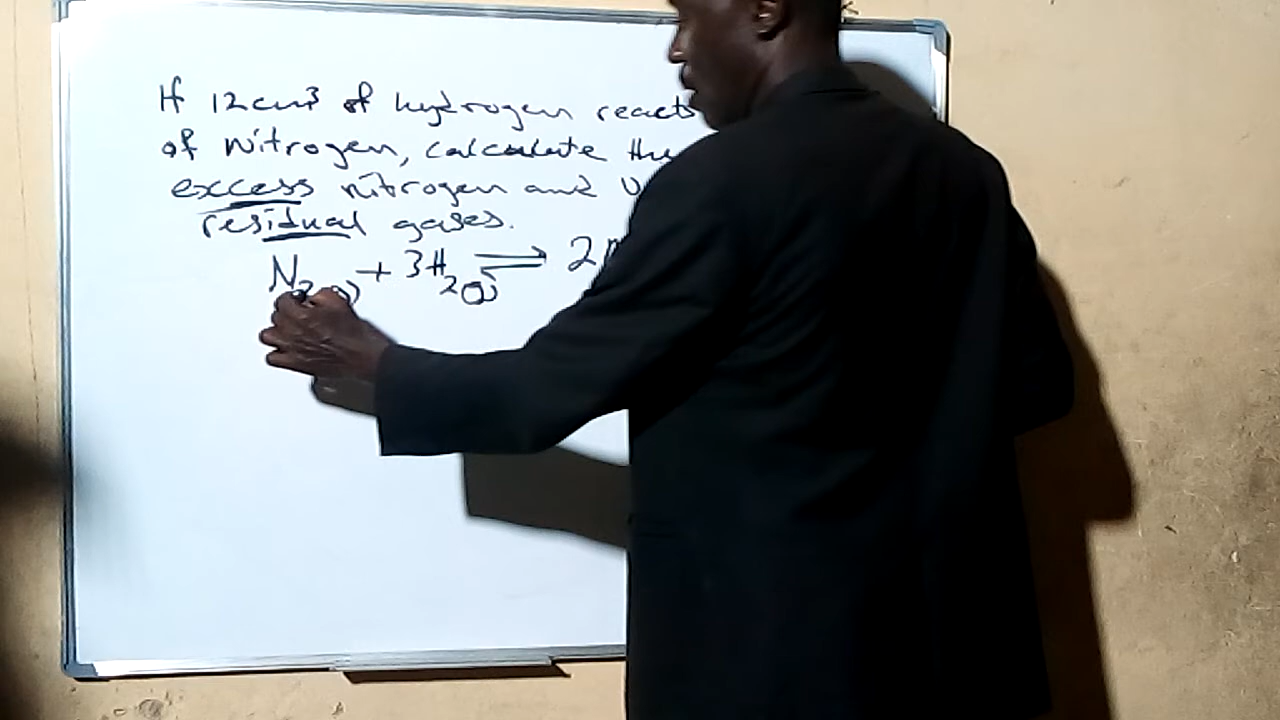 If 12cm³ of hydrogen reacts
of Nitrogen, calculate the
excess nitrogen and
residual gases.
N₂(g) + 3H₂(g) ⇌ 2